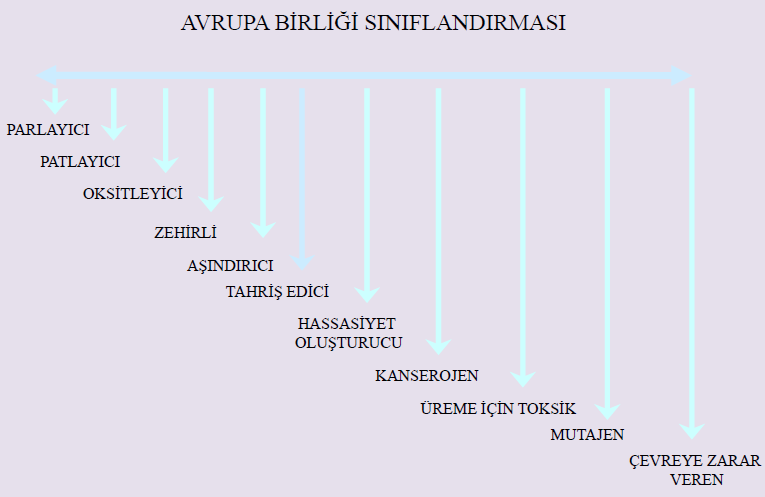 AVRUPA BİRLİĞİ SINIFLANDIRMASI
PARLAYICI
PATLAYICI
OKSİTLEYİCİ
ZEHİRLİ
AŞINDIRICI
TAHRİŞ EDİCİ
HASSASİYET
OLUŞTURUCU
KANSEROJEN
ÜREME İÇİN TOKSİK
MUTAJEN
ÇEVREYE ZARAR
VEREN